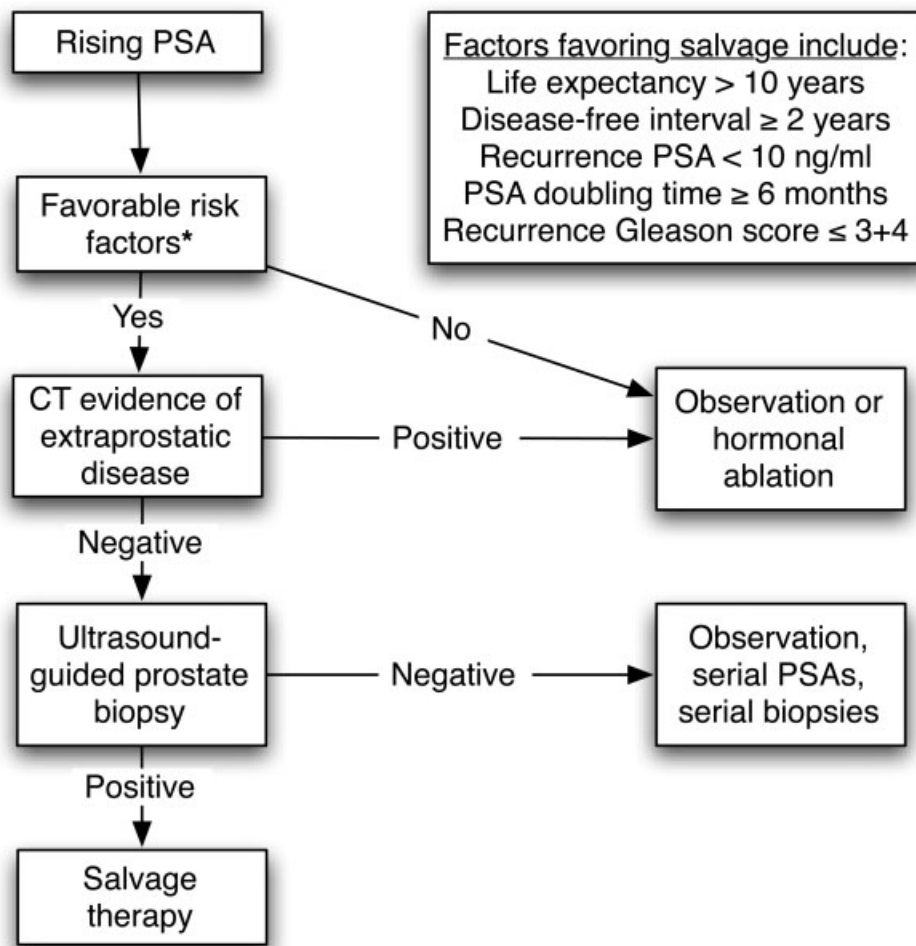 Rising PSA
Factors favoring salvage include:
Life expectancy > 10 years
Disease-free interval ≥ 2 years
Recurrence PSA < 10 ng/ml
PSA doubling time ≥ 6 months
Recurrence Gleason score ≤ 3+4
Favorable risk
factors*
Yes
No
CT evidence of
extraprostatic
disease
Positive
Observation or
hormonal
ablation
Negative
Ultrasound-
guided prostate
biopsy
Negative
Observation,
serial PSAs,
serial biopsies
Positive
Salvage
therapy